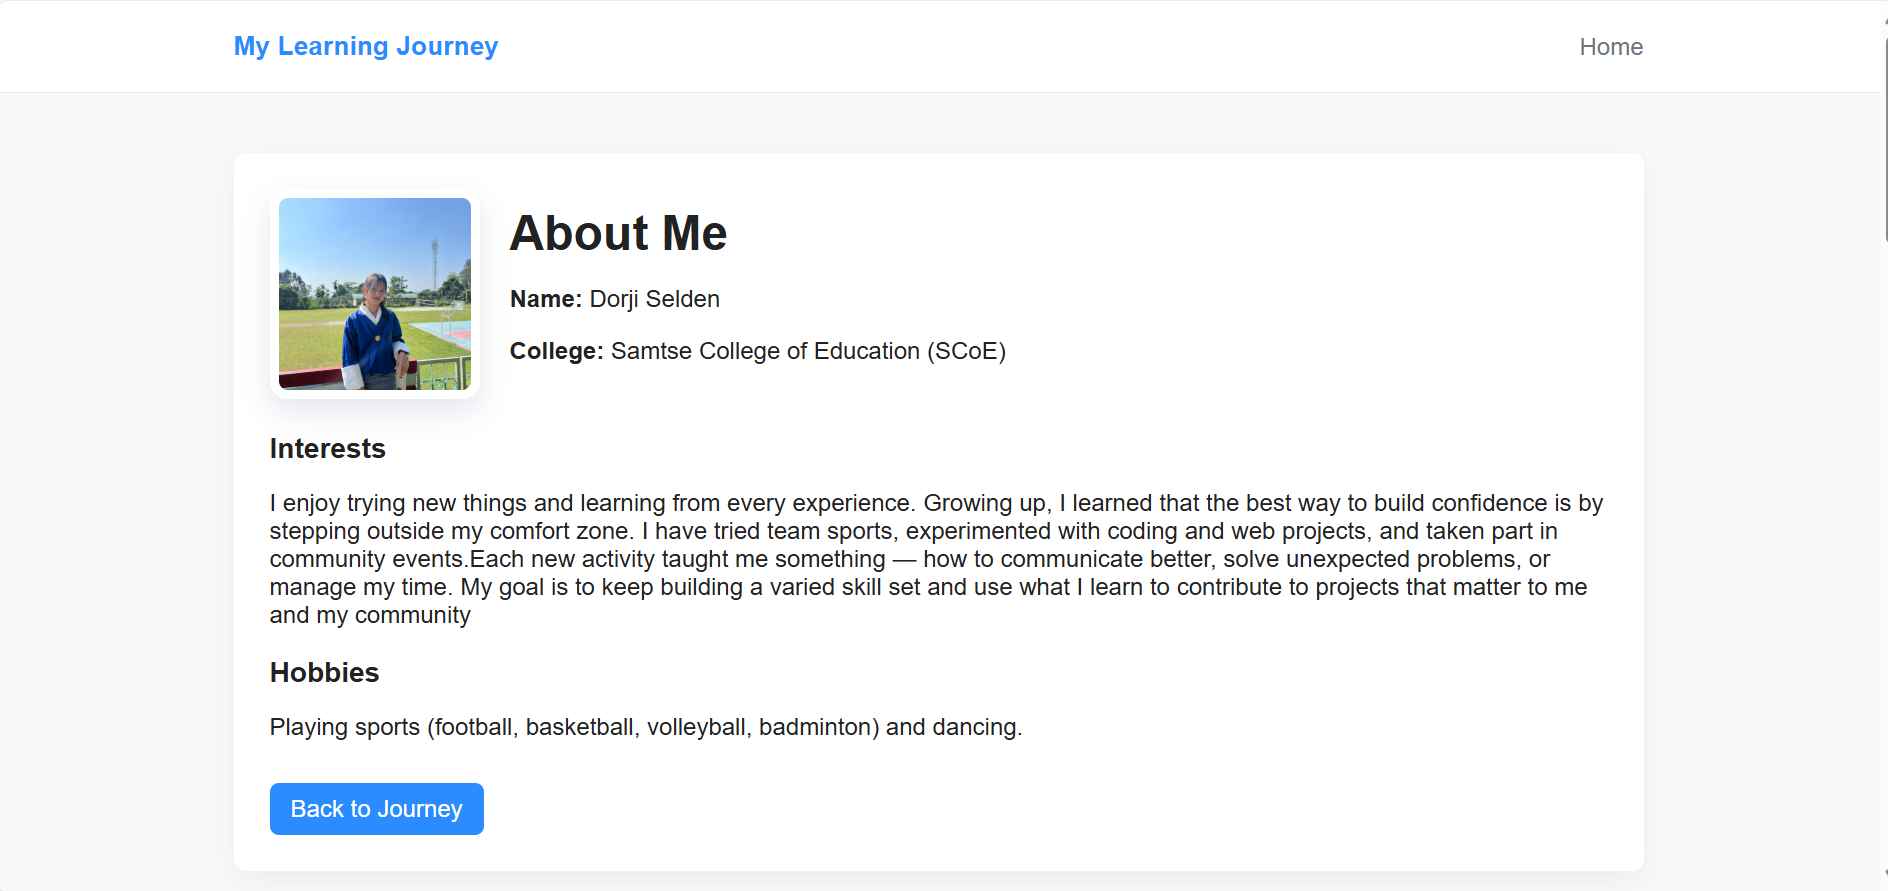 My Learning Journey
Home
About Me
Name: Dorji Selden
College: Samtse College of Education (SCoE)
Interests
I enjoy trying new things and learning from every experience. Growing up, I learned that the best way to build confidence is by
stepping outside my comfort zone. I have tried team sports, experimented with coding and web projects, and taken part in
community events.Each new activity taught me something — how to communicate better, solve unexpected problems, or
manage my time. My goal is to keep building a varied skill set and use what I learn to contribute to projects that matter to me
and my community
Hobbies
Playing sports (football, basketball, volleyball, badminton) and dancing.
Back to Journey